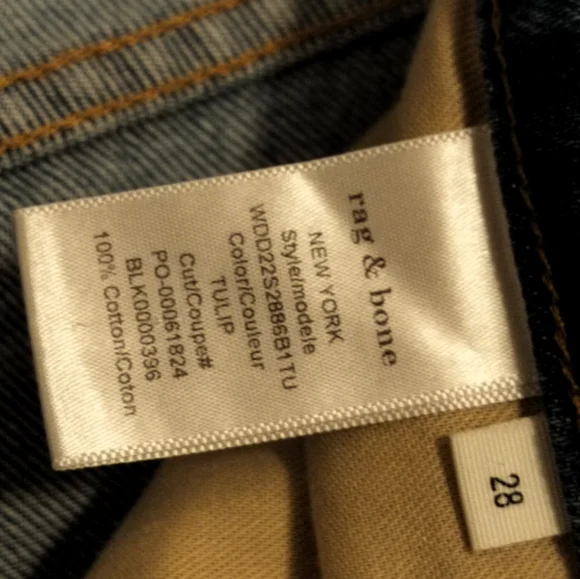 rag & bone
NEW YORK
Style/modele
WDD22S2886B1TU
Color/Couleur
TULIP
Cut/Coupe#
PO-00061824
BLK0000396
100% Cotton/Coton
28